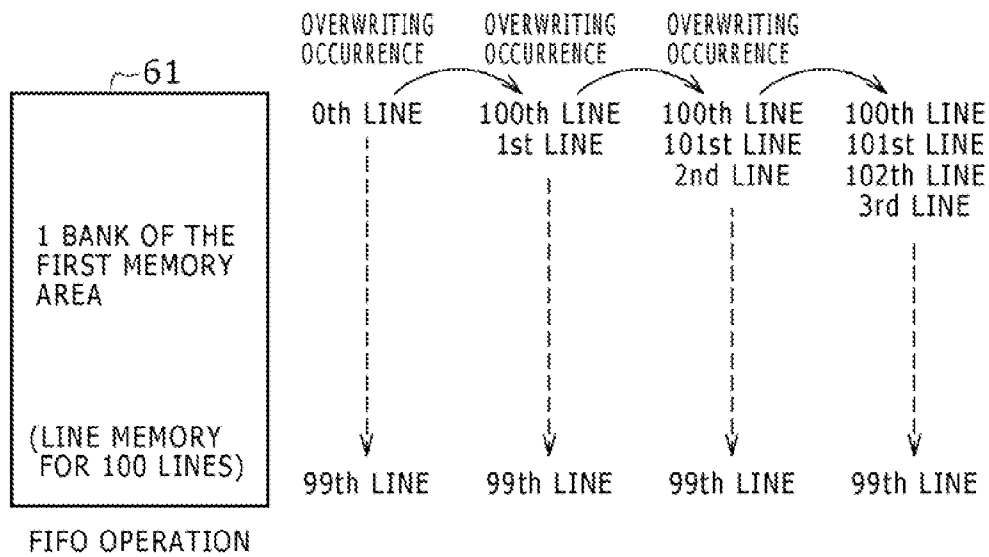 61
1 BANK OF THE
FIRST MEMORY
AREA
(LINE MEMORY
FOR 100 LINES)
FIFO OPERATION
OVERWRITING
OCCURRENCE
OVERWRITING
OCCURRENCE
OVERWRITING
OCCURRENCE
0th LINE
99th LINE
100th LINE
1st LINE
99th LINE
100th LINE
101st LINE
2nd LINE
99th LINE
100th LINE
101st LINE
102th LINE
3rd LINE
99th LINE